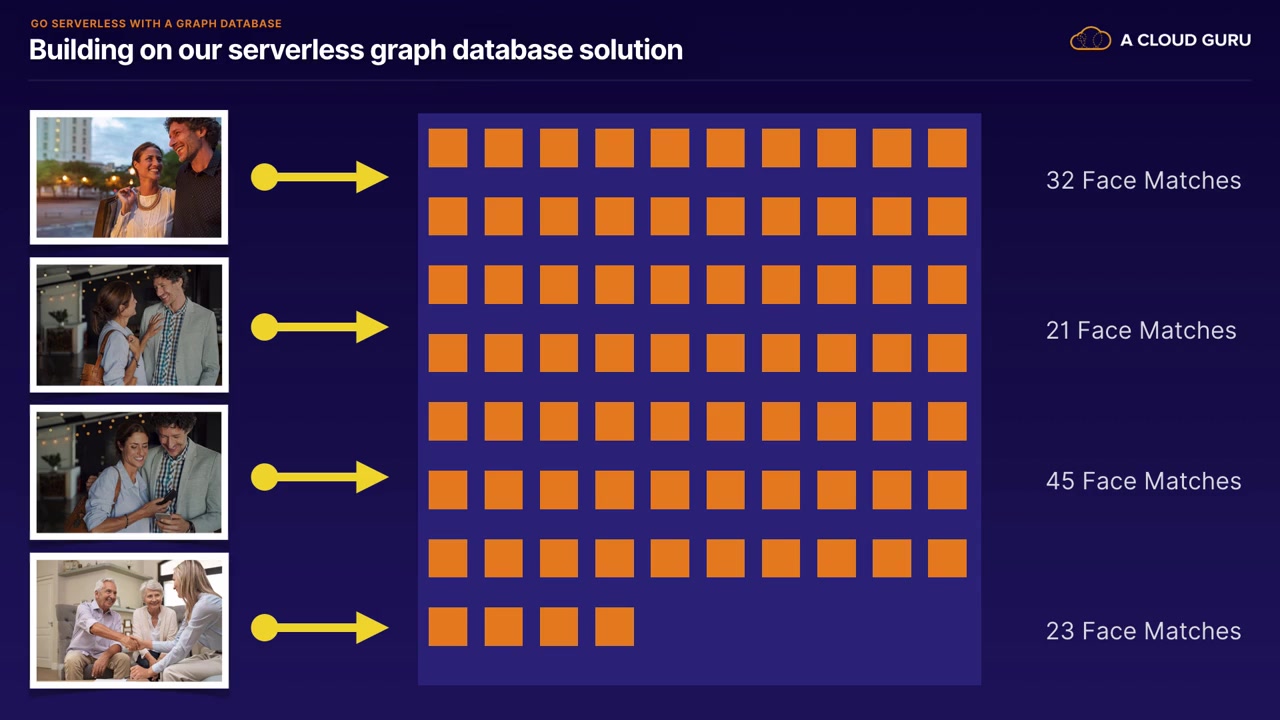 GO SERVERLESS WITH A GRAPH DATABASE
Building on our serverless graph database solution
A CLOUD GURU
32 Face Matches
21 Face Matches
45 Face Matches
23 Face Matches